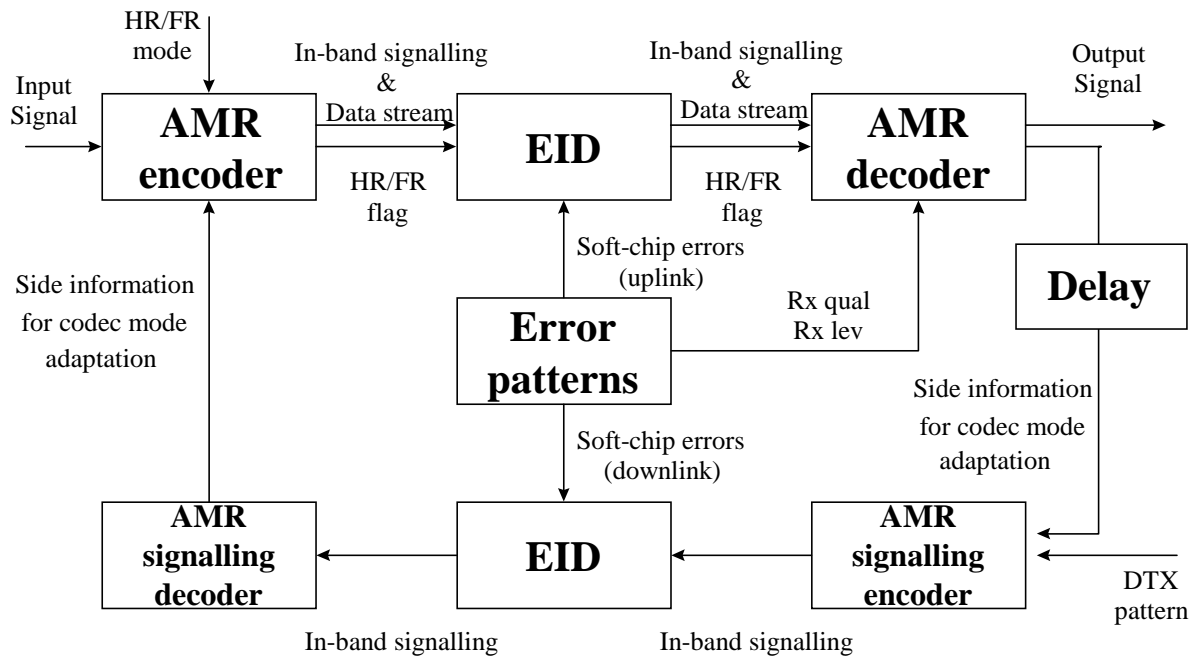 HR/FR
mode
Input
Signal
AMR
encoder
In-band signalling
&
Data stream
HR/FR
flag
EID
In-band signalling
&
Data stream
HR/FR
flag
AMR
decoder
Output
Signal
Soft-chip errors
(uplink)
Side information
for codec mode
adaptation
Error
patterns
Rx qual
Rx lev
Delay
Soft-chip errors
(downlink)
Side information
for codec mode
adaptation
AMR
signalling
decoder
EID
AMR
signalling
encoder
DTX
pattern
In-band signalling
In-band signalling